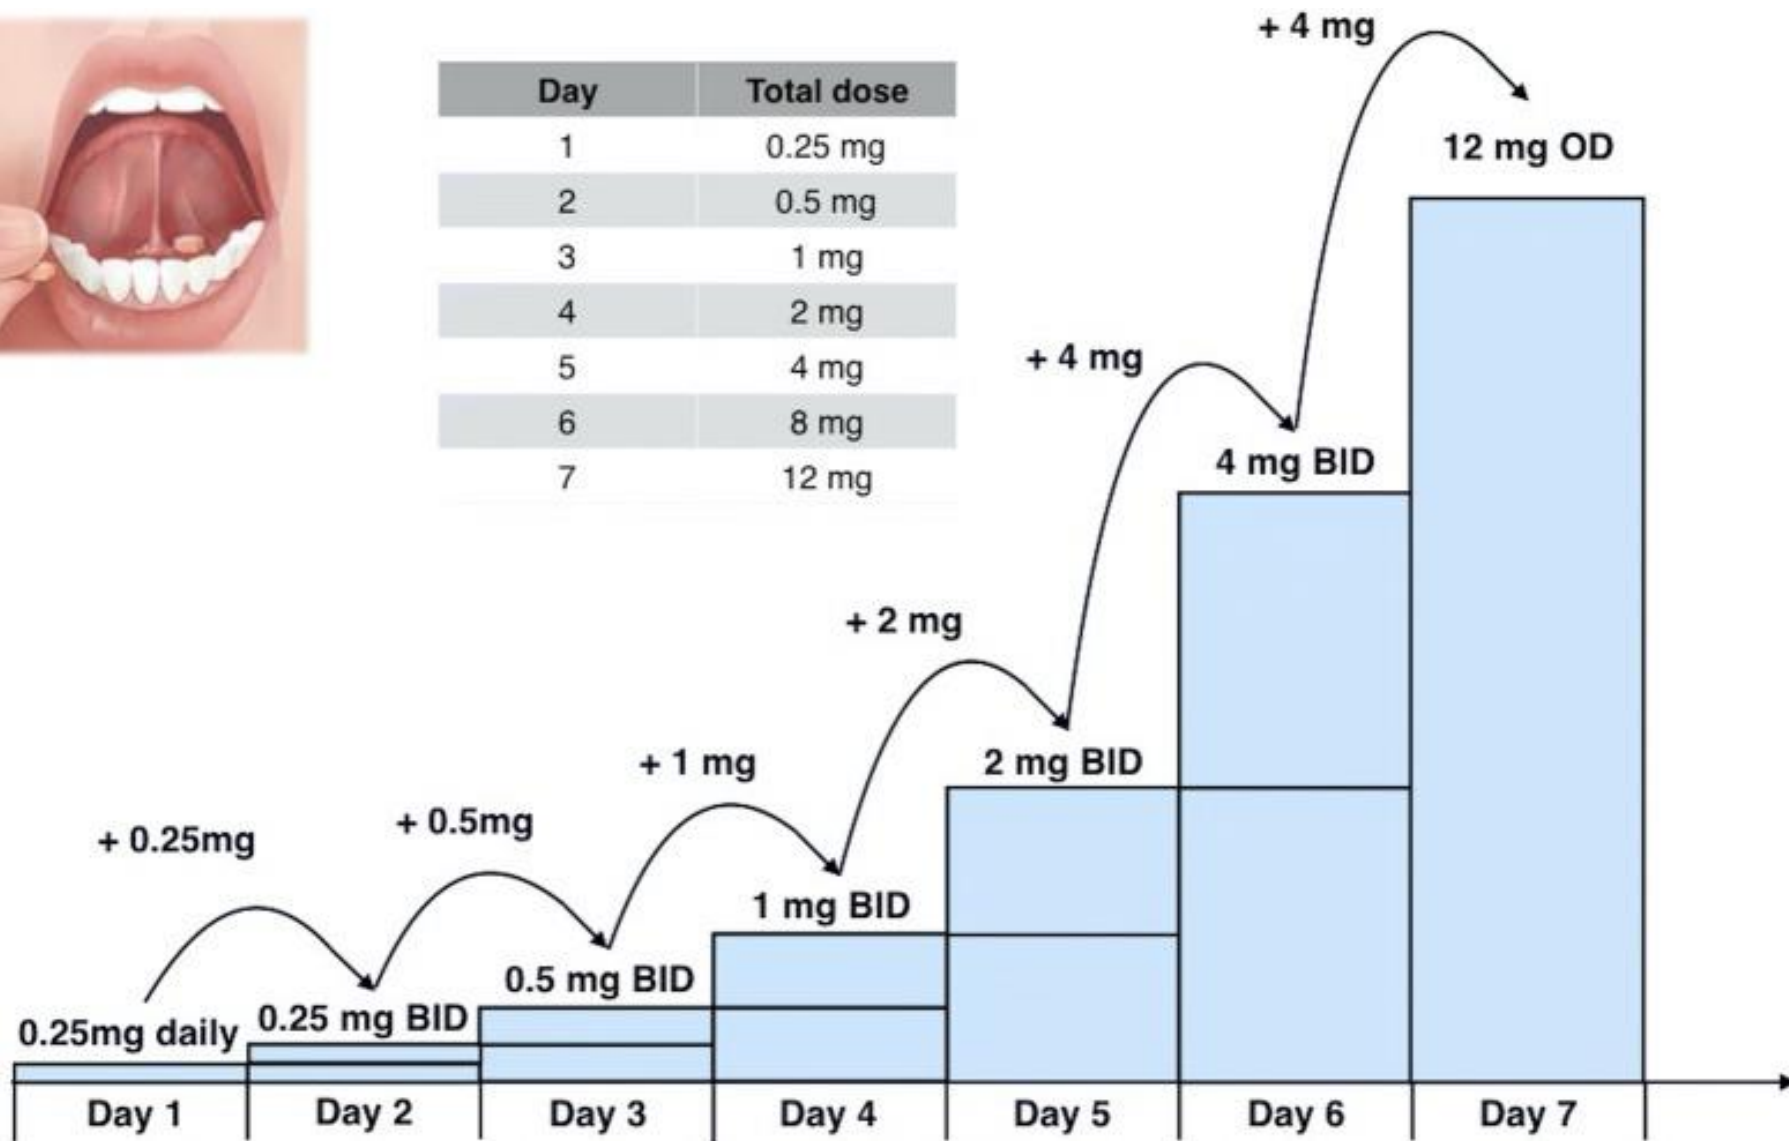 Day Total dose
1 0.25 mg
2 0.5 mg
3 1 mg
4 2 mg
5 4 mg
6 8 mg
7 12 mg
+ 0.25mg
+ 0.5mg
+ 1 mg
+ 2 mg
+ 4 mg
+ 4 mg
0.25mg daily
0.25 mg BID
0.5 mg BID
1 mg BID
2 mg BID
4 mg BID
12 mg OD
Day 1 Day 2 Day 3 Day 4 Day 5 Day 6 Day 7